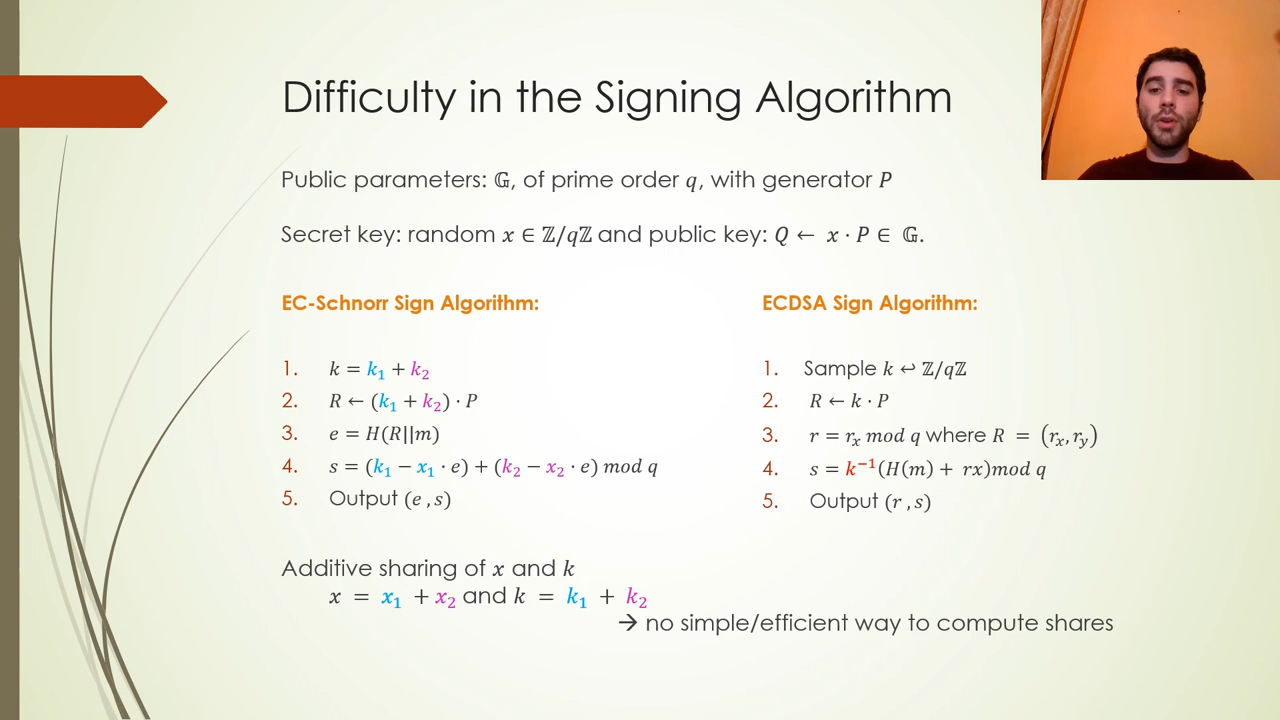 Difficulty in the Signing Algorithm
Public parameters: 𝔾, of prime order q, with generator P
Secret key: random x ∈ ℤ/qℤ and public key: Q ← x · P ∈ 𝔾.
EC-Schnorr Sign Algorithm:
1. k = k₁ + k₂
2. R ← (k₁ + k₂) · P
3. e = H(R||m)
4. s = (k₁ − x₁ · e) + (k₂ − x₂ · e) mod q
5. Output (e , s)
ECDSA Sign Algorithm:
1. Sample k ↩ ℤ/qℤ
2. R ← k · P
3. r = rₓ mod q where R = (rₓ, r_y)
4. s = k⁻¹(H(m) + rx)mod q
5. Output (r , s)
Additive sharing of x and k
x = x₁ + x₂ and k = k₁ + k₂
→ no simple/efficient way to compute shares